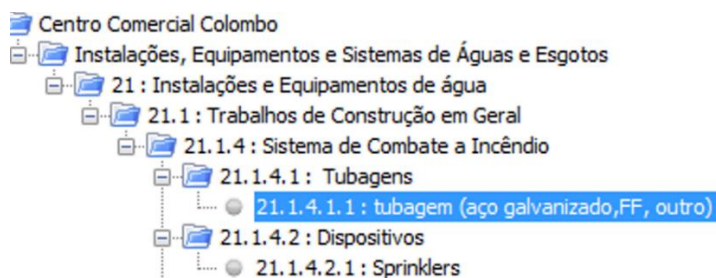 Centro Comercial Colombo
Instalações, Equipamentos e Sistemas de Águas e Esgotos
21 : Instalações e Equipamentos de água
21.1 : Trabalhos de Construção em Geral
21.1.4 : Sistema de Combate a Incêndio
21.1.4.1 : Tubagens
21.1.4.1.1 : tubagem (aço galvanizado,FF, outro)
21.1.4.2 : Dispositivos
21.1.4.2.1 : Sprinklers